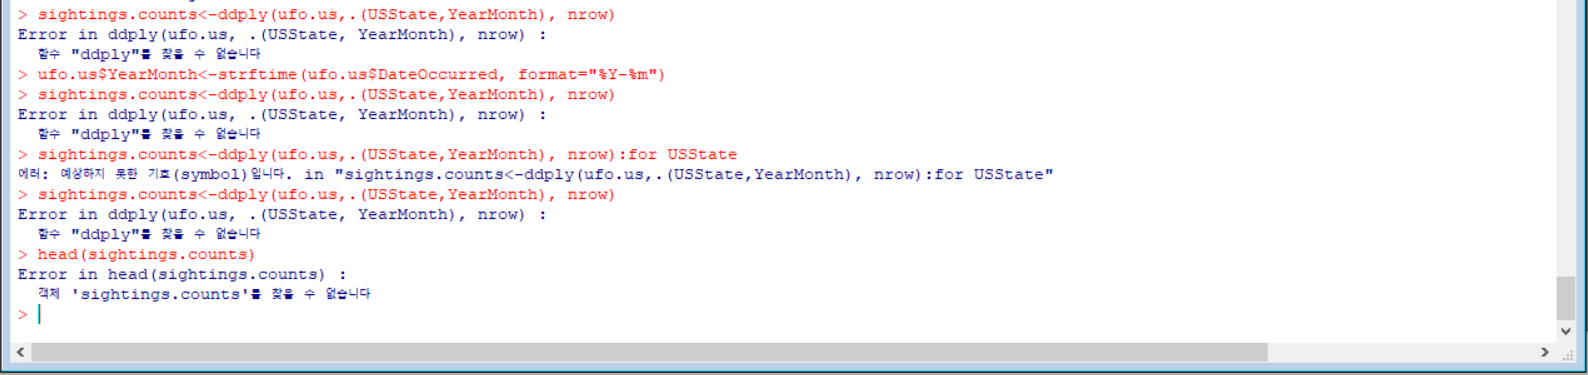 > sightings.counts<-ddply(ufo.us,.(USState,YearMonth), nrow)
Error in ddply(ufo.us, .(USState, YearMonth), nrow) :
  함수 "ddply"를 찾을 수 없습니다
> ufo.us$YearMonth<-strftime(ufo.us$DateOccurred, format="%Y-%m")
> sightings.counts<-ddply(ufo.us,.(USState,YearMonth), nrow)
Error in ddply(ufo.us, .(USState, YearMonth), nrow) :
  함수 "ddply"를 찾을 수 없습니다
> sightings.counts<-ddply(ufo.us,.(USState,YearMonth), nrow):for USState
에러: 예상하지 못한 기호(symbol)입니다. in "sightings.counts<-ddply(ufo.us,.(USState,YearMonth), nrow):for USState"
> sightings.counts<-ddply(ufo.us,.(USState,YearMonth), nrow)
Error in ddply(ufo.us, .(USState, YearMonth), nrow) :
  함수 "ddply"를 찾을 수 없습니다
> head(sightings.counts)
Error in head(sightings.counts) :
  객체 'sightings.counts'를 찾을 수 없습니다
>